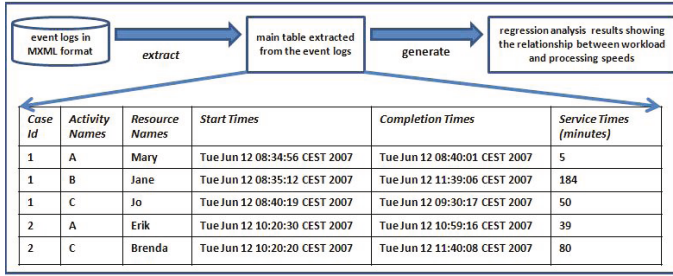 event logs in
MXML format
extract
main table extracted
from the event logs
generate
regression analysis results showing
the relationship between workload
and processing speeds
Case Id Activity Names Resource Names Start Times Completion Times Service Times (minutes)
1 A Mary Tue Jun 12 08:34:56 CEST 2007 Tue Jun 12 08:40:01 CEST 2007 5
1 B Jane Tue Jun 12 08:35:12 CEST 2007 Tue Jun 12 11:39:06 CEST 2007 184
1 C Jo Tue Jun 12 08:40:19 CEST 2007 Tue Jun 12 09:30:17 CEST 2007 50
2 A Erik Tue Jun 12 10:20:30 CEST 2007 Tue Jun 12 10:59:16 CEST 2007 39
2 C Brenda Tue Jun 12 10:20:20 CEST 2007 Tue Jun 12 11:40:08 CEST 2007 80